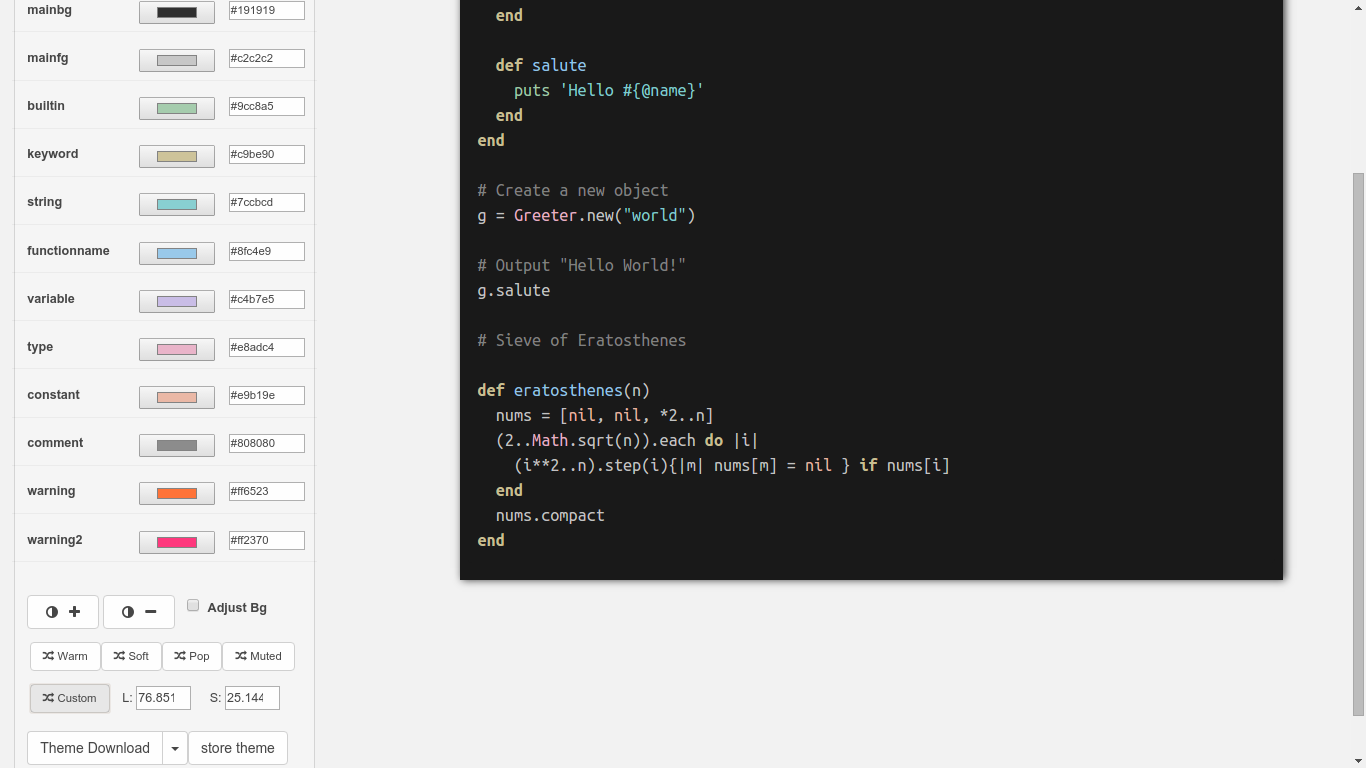 mainbg #191919
mainfg #c2c2c2
builtin #9cc8a5
keyword #c9be90
string #7ccbcd
functionname #8fc4e9
variable #c4b7e5
type #e8adc4
constant #e9b19e
comment #808080
warning #ff6523
warning2 #ff2370
+ − Adjust Bg
Warm Soft Pop Muted
Custom L: 76.851 S: 25.144
Theme Download store theme
end
def salute
puts 'Hello #{@name}'
end
end
# Create a new object
g = Greeter.new("world")
# Output "Hello World!"
g.salute
# Sieve of Eratosthenes
def eratosthenes(n)
nums = [nil, nil, *2..n]
(2..Math.sqrt(n)).each do |i|
(i**2..n).step(i){|m| nums[m] = nil } if nums[i]
end
nums.compact
end